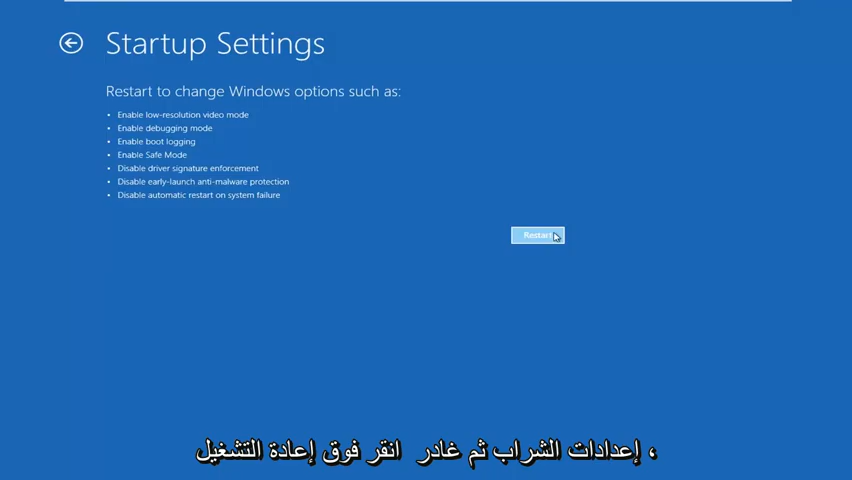 Startup Settings
Restart to change Windows options such as:
• Enable low-resolution video mode
• Enable debugging mode
• Enable boot logging
• Enable Safe Mode
• Disable driver signature enforcement
• Disable early-launch anti-malware protection
• Disable automatic restart on system failure
Restart
، إعدادات الشراب ثم غادر انقر فوق إعادة التشغيل